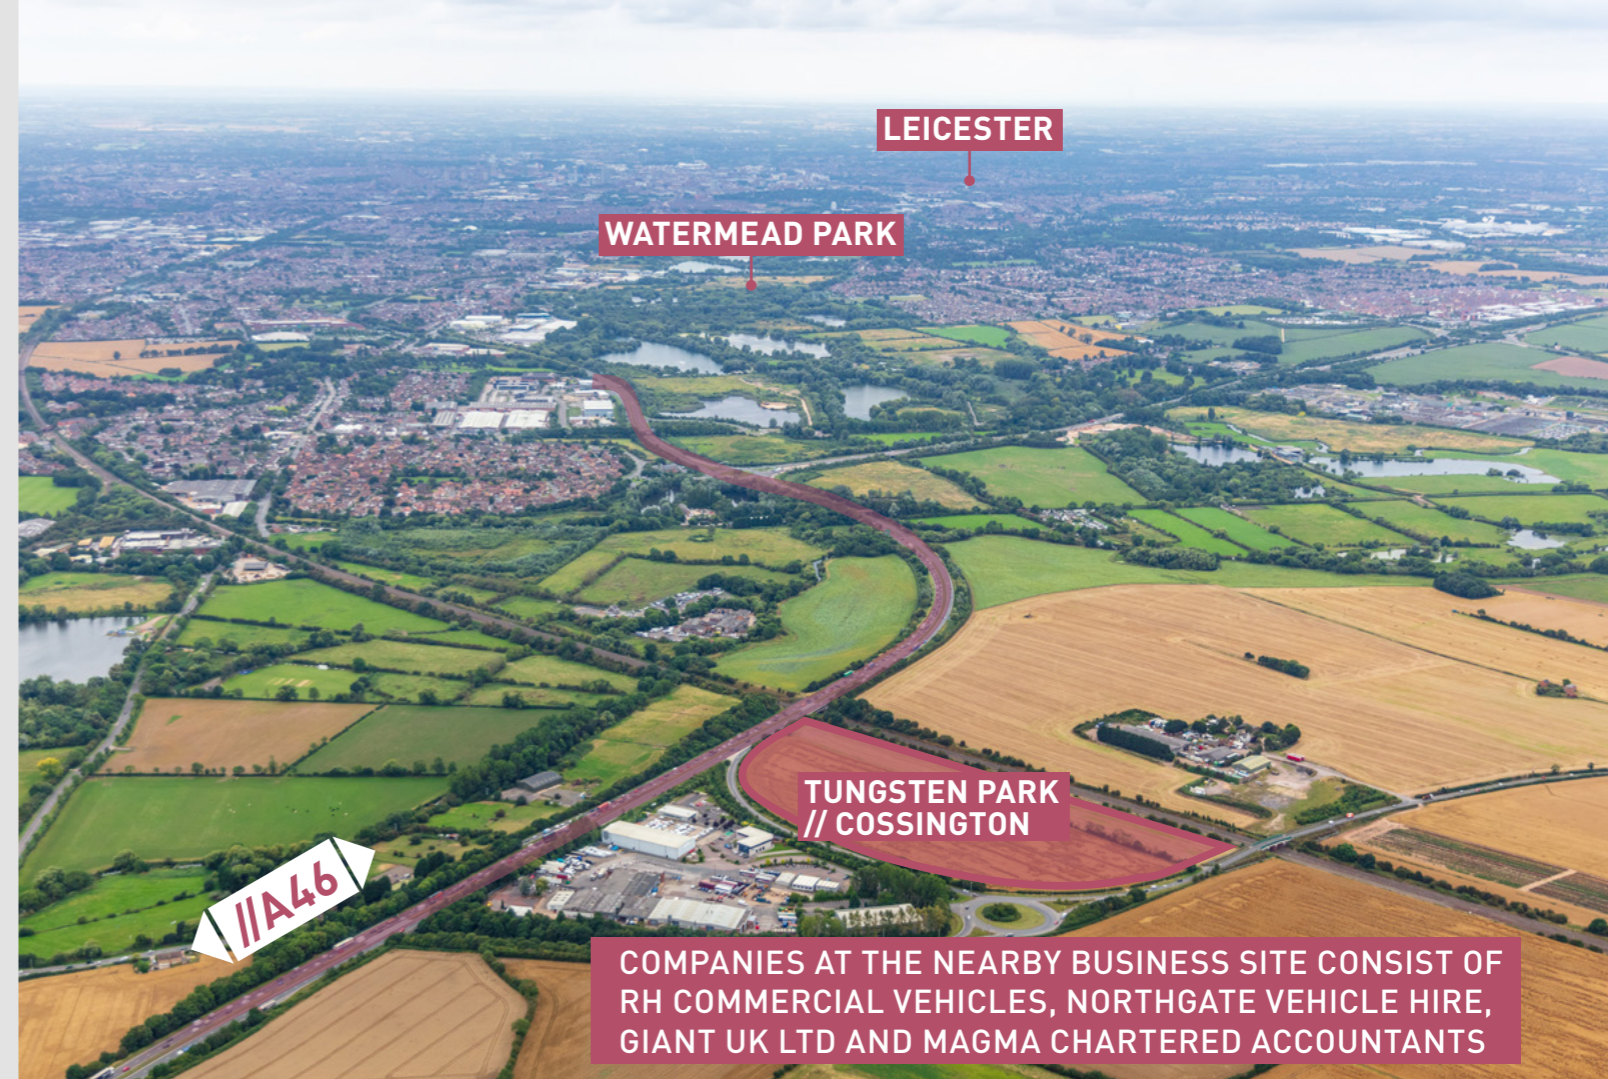 LEICESTER
WATERMEAD PARK
TUNGSTEN PARK
// COSSINGTON
//A46
COMPANIES AT THE NEARBY BUSINESS SITE CONSIST OF
RH COMMERCIAL VEHICLES, NORTHGATE VEHICLE HIRE,
GIANT UK LTD AND MAGMA CHARTERED ACCOUNTANTS